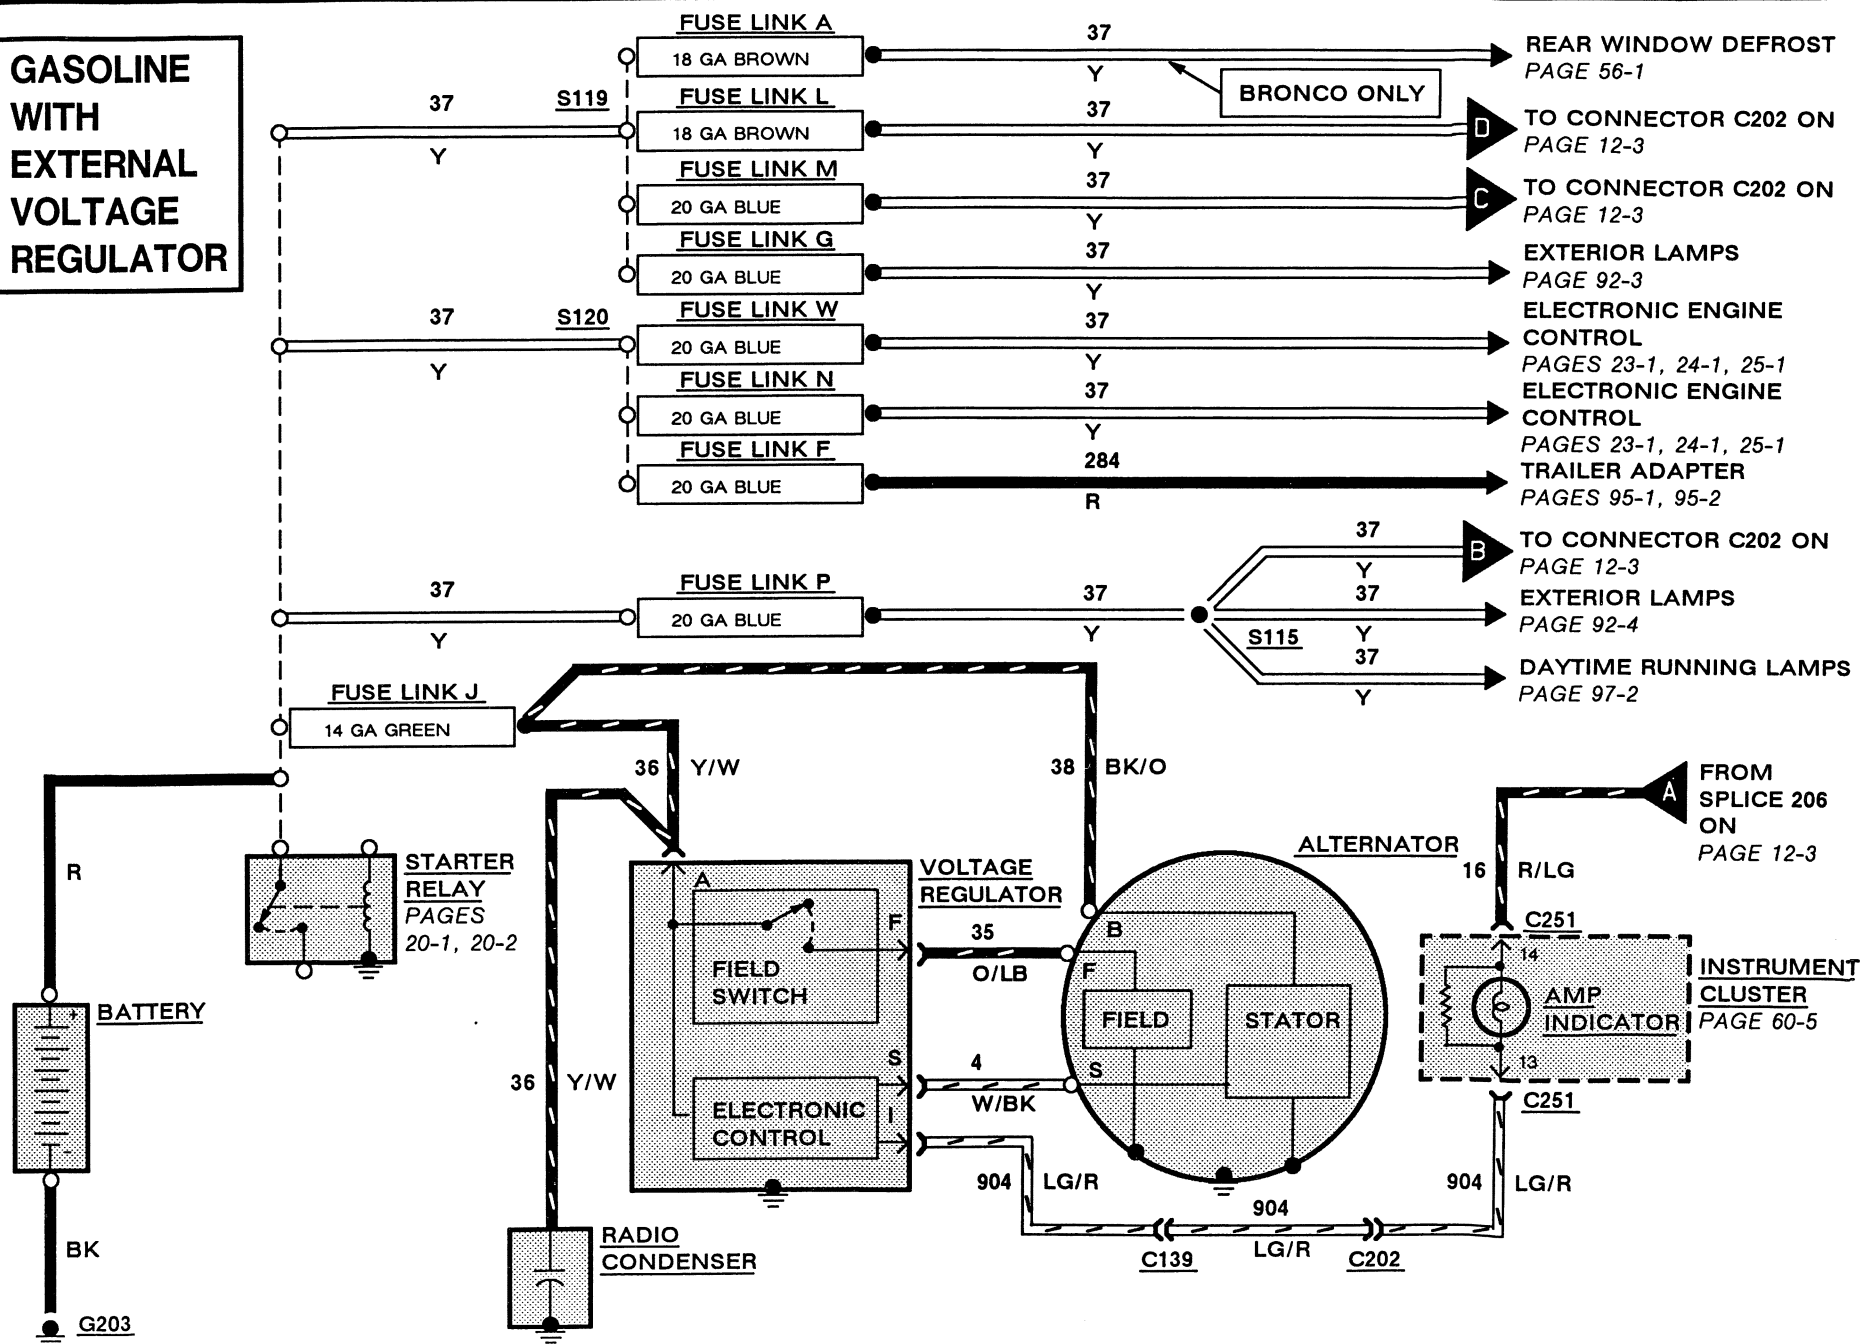 GASOLINE
WITH
EXTERNAL
VOLTAGE
REGULATOR
FUSE LINK A
18 GA BROWN
37
Y
BRONCO ONLY
REAR WINDOW DEFROST
PAGE 56-1
37
Y
S119
FUSE LINK L
18 GA BROWN
37
Y
D
TO CONNECTOR C202 ON
PAGE 12-3
FUSE LINK M
20 GA BLUE
37
Y
C
TO CONNECTOR C202 ON
PAGE 12-3
FUSE LINK G
20 GA BLUE
37
Y
EXTERIOR LAMPS
PAGE 92-3
37
Y
S120
FUSE LINK W
20 GA BLUE
37
Y
ELECTRONIC ENGINE
CONTROL
PAGES 23-1, 24-1, 25-1
FUSE LINK N
20 GA BLUE
37
Y
ELECTRONIC ENGINE
CONTROL
PAGES 23-1, 24-1, 25-1
FUSE LINK F
20 GA BLUE
284
R
TRAILER ADAPTER
PAGES 95-1, 95-2
37
Y
FUSE LINK P
20 GA BLUE
37
Y
S115
37
Y
B
TO CONNECTOR C202 ON
PAGE 12-3
37
Y
EXTERIOR LAMPS
PAGE 92-4
37
Y
DAYTIME RUNNING LAMPS
PAGE 97-2
FUSE LINK J
14 GA GREEN
36 Y/W
38 BK/O
A
FROM
SPLICE 206
ON
PAGE 12-3
16 R/LG
R
STARTER
RELAY
PAGES
20-1, 20-2
VOLTAGE
REGULATOR
A
F
FIELD
SWITCH
S
I
ELECTRONIC
CONTROL
35
O/LB
4
W/BK
ALTERNATOR
B
F
FIELD
STATOR
S
C251
14
AMP
INDICATOR
13
C251
INSTRUMENT
CLUSTER
PAGE 60-5
BATTERY
+
-
36 Y/W
904 LG/R
904
LG/R
904 LG/R
C139
C202
RADIO
CONDENSER
BK
G203